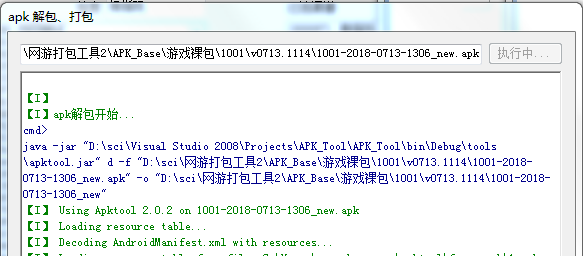 apk 解包、打包
\网游打包工具2\APK_Base\游戏裸包\1001\v0713.1114\1001-2018-0713-1306_new.apk 执行中...
【I】
【I】apk解包开始...
cmd>
java -jar "D:\sci\Visual Studio 2008\Projects\APK_Tool\APK_Tool\bin\Debug\tools
\apktool.jar" d -f "D:\sci\网游打包工具2\APK_Base\游戏裸包\1001\v0713.1114\1001-2018-
0713-1306_new.apk" -o "D:\sci\网游打包工具2\APK_Base\游戏裸包\1001\v0713.1114\1001-2018-
0713-1306_new"
【I】 Using Apktool 2.0.2 on 1001-2018-0713-1306_new.apk
【I】 Loading resource table...
【I】 Decoding AndroidManifest.xml with resources...